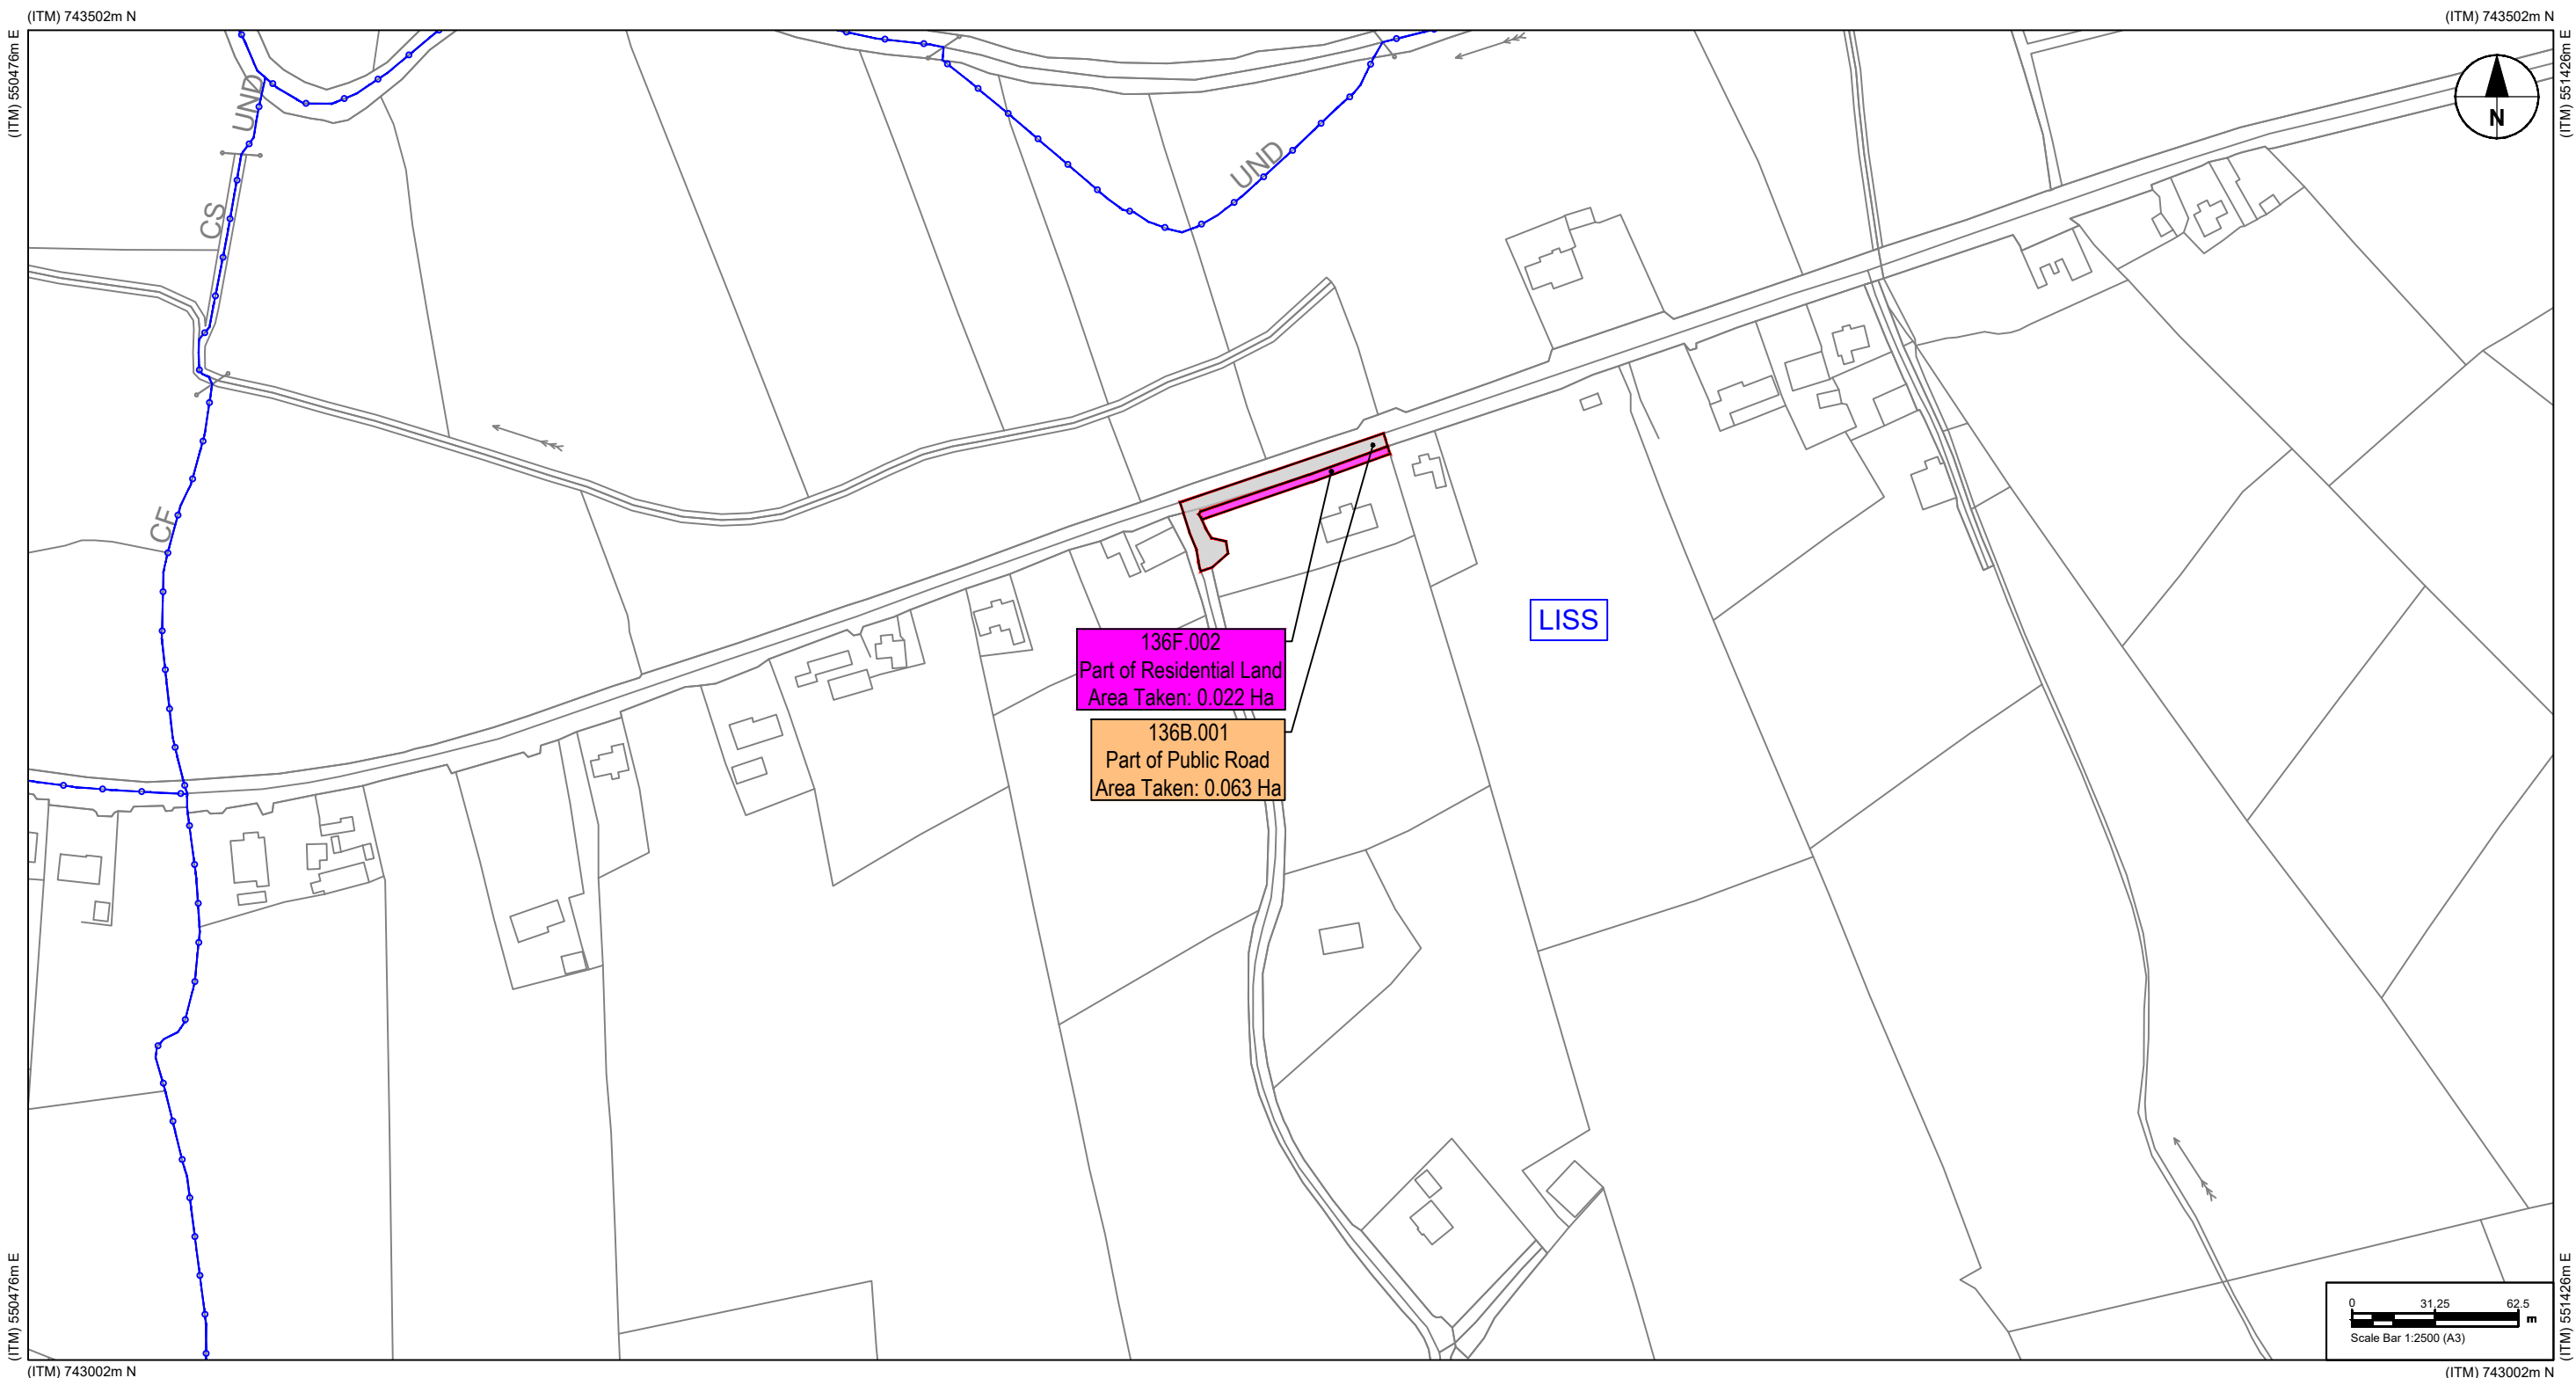 (ITM) 743502m N
(ITM) 743502m N
(ITM) 550476m E
(ITM) 551426m E
N
UND
UND
CS
CF
LISS
136F.002
Part of Residential Land
Area Taken: 0.022 Ha
136B.001
Part of Public Road
Area Taken: 0.063 Ha
(ITM) 550476m E
(ITM) 551426m E
0 31.25 62.5
m
Scale Bar 1:2500 (A3)
(ITM) 743002m N
(ITM) 743002m N